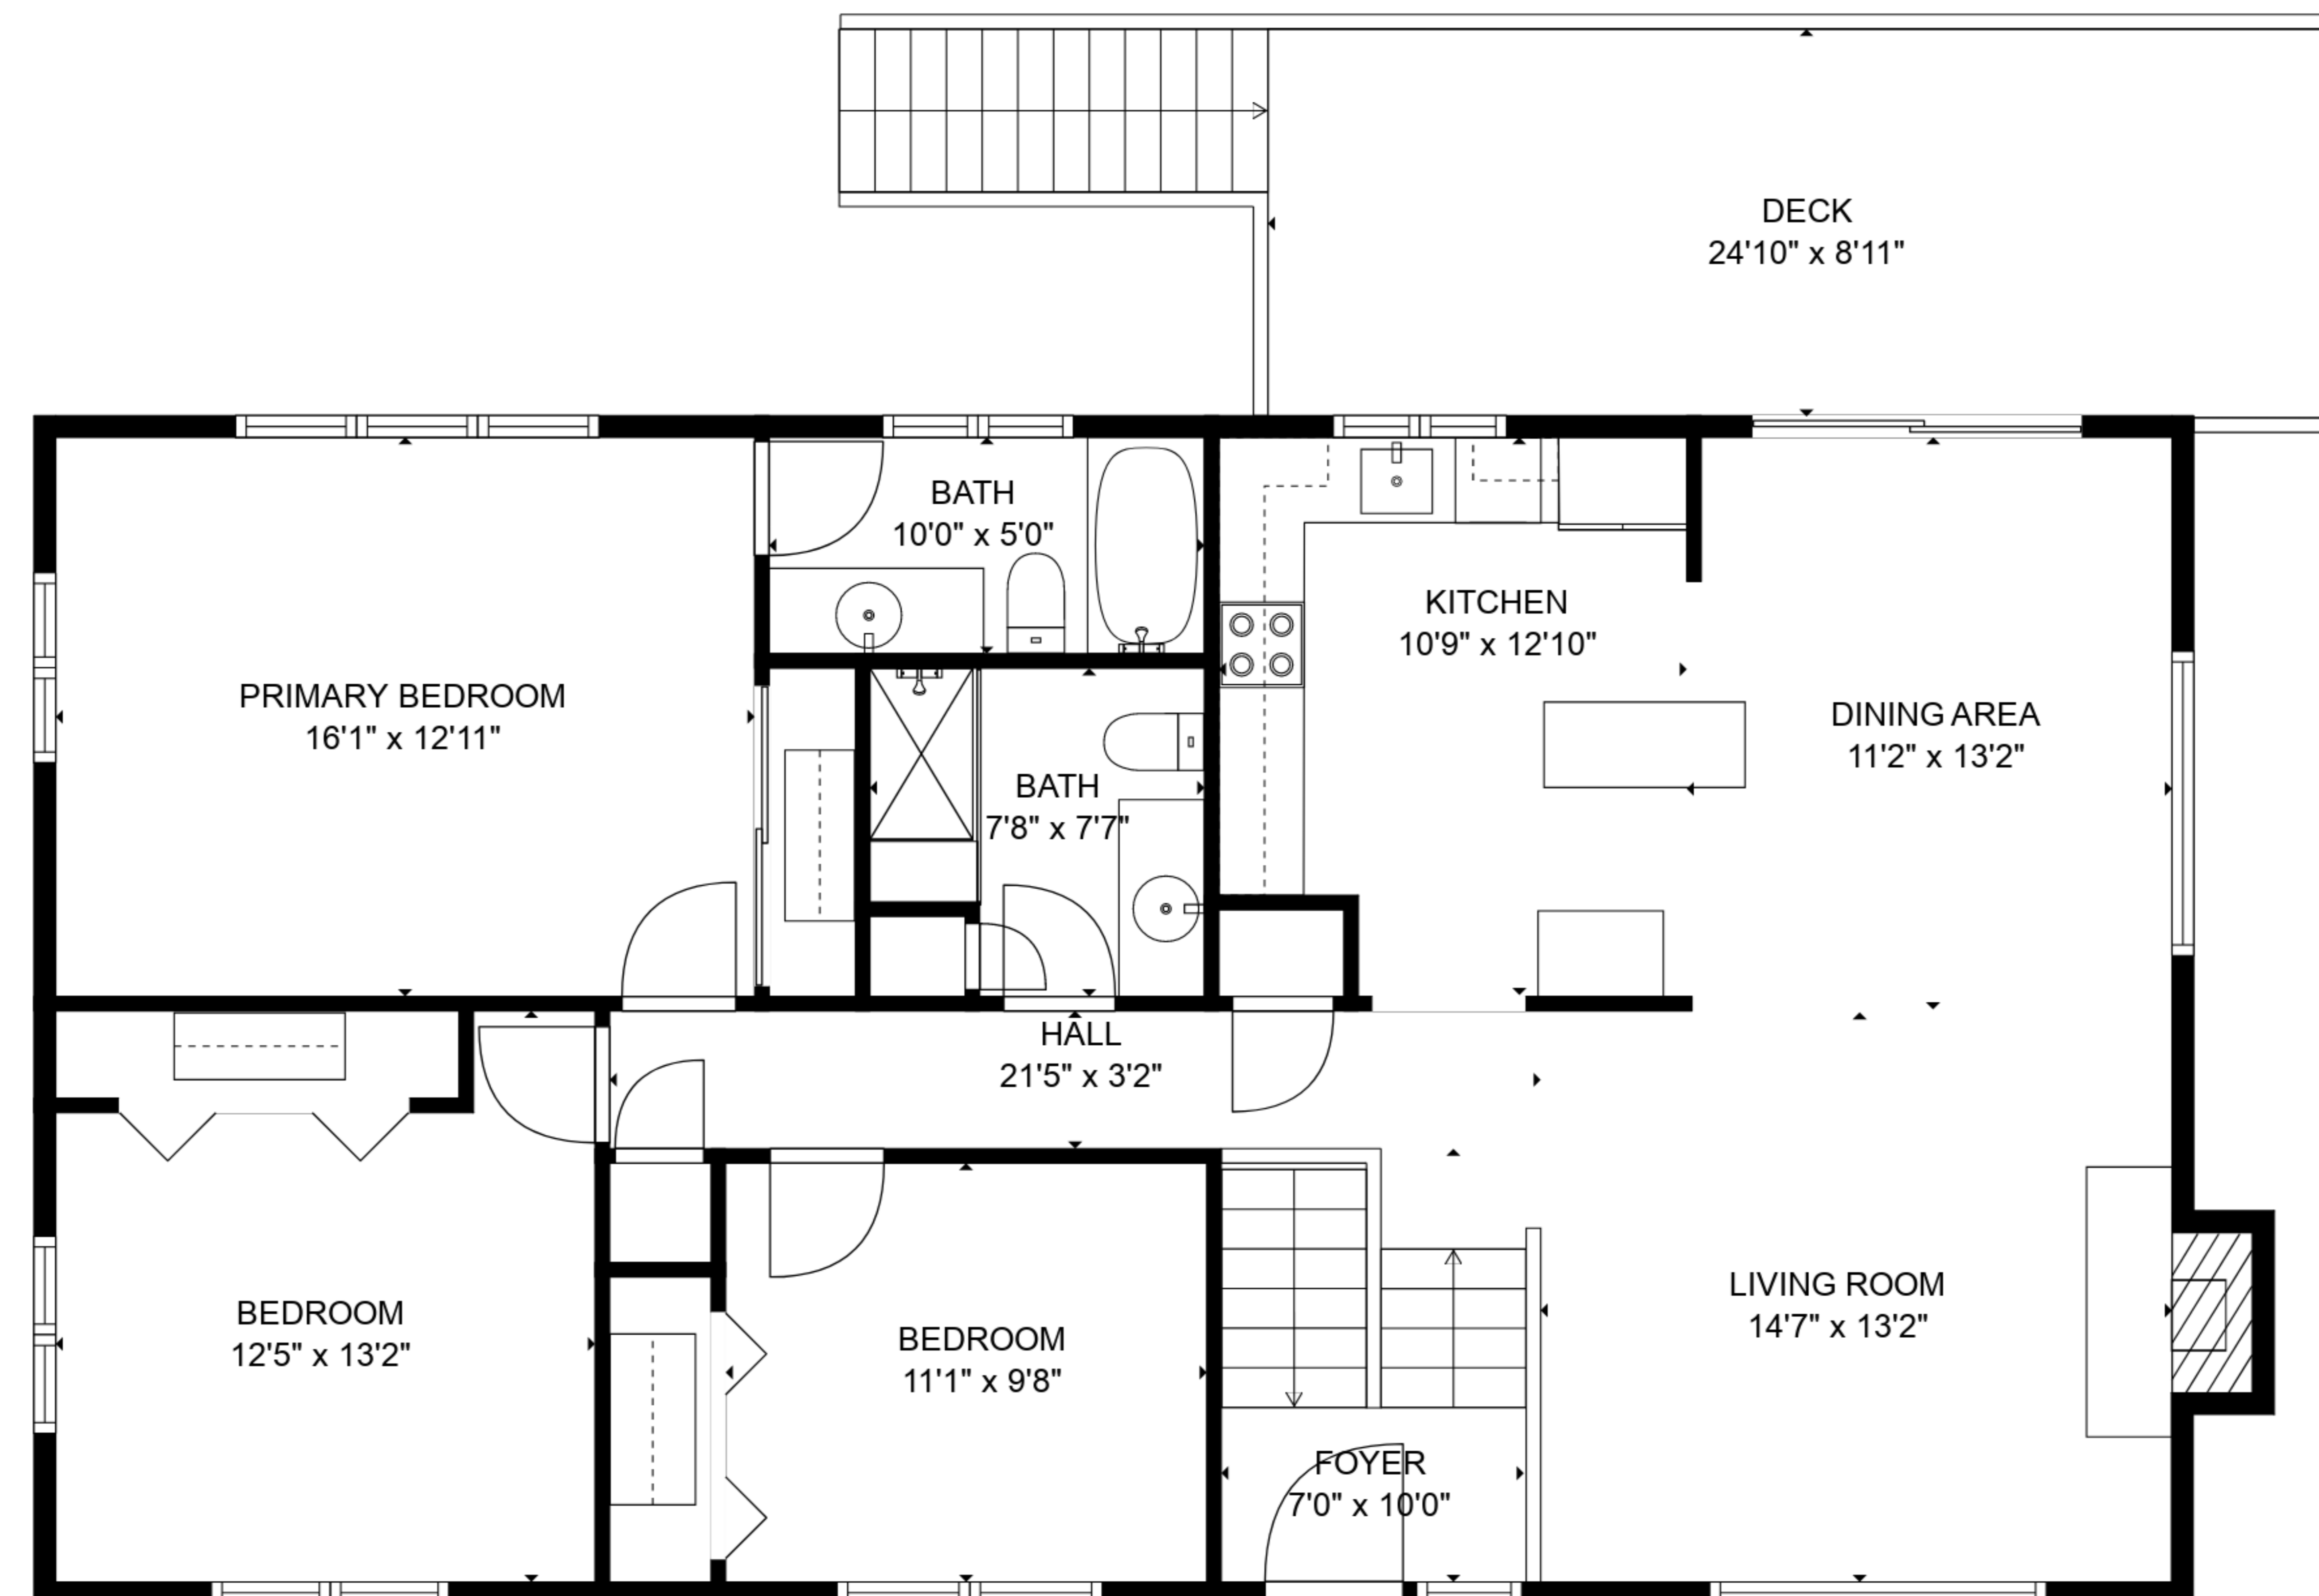 DECK
24'10" x 8'11"
BATH
10'0" x 5'0"
KITCHEN
10'9" x 12'10"
PRIMARY BEDROOM
16'1" x 12'11"
DINING AREA
11'2" x 13'2"
BATH
7'8" x 7'7"
HALL
21'5" x 3'2"
LIVING ROOM
14'7" x 13'2"
BEDROOM
12'5" x 13'2"
BEDROOM
11'1" x 9'8"
FOYER
7'0" x 10'0"